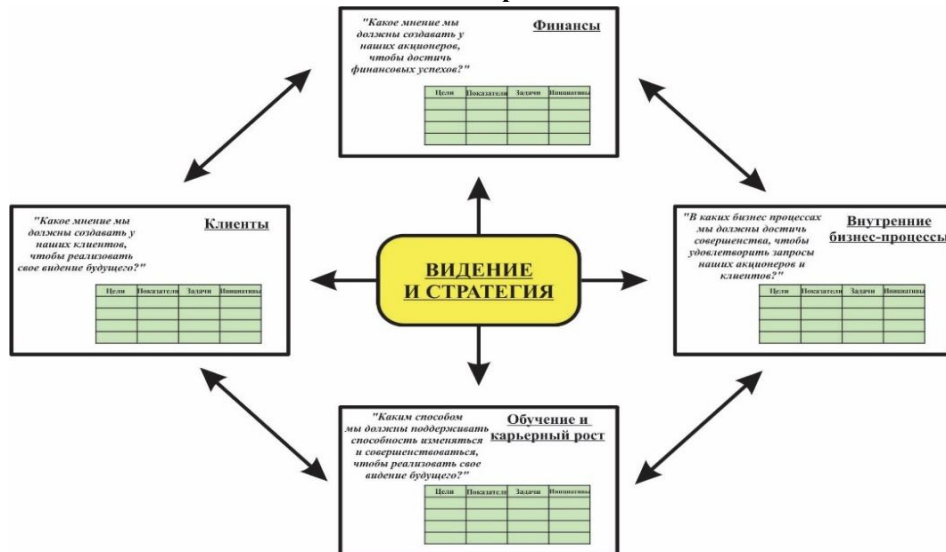 "Какое мнение мы
должны создавать у
наших акционеров,
чтобы достичь
финансовых успехов?"
Финансы
Цели Показатели Задачи Инициативы
"Какое мнение мы
должны создавать у
наших клиентов,
чтобы реализовать
свое видение будущего?"
Клиенты
Цели Показатели Задачи Инициативы
ВИДЕНИЕ
И СТРАТЕГИЯ
"В каких бизнес процессах
мы должны достичь
совершенства, чтобы
удовлетворить запросы
наших акционеров и
клиентов?"
Внутренние
бизнес-процессы
Цели Показатели Задачи Инициативы
"Каким способом
мы должны поддерживать
способность изменяться
и совершенствоваться,
чтобы реализовать свое
видение будущего?"
Обучение и
карьерный рост
Цели Показатели Задачи Инициативы